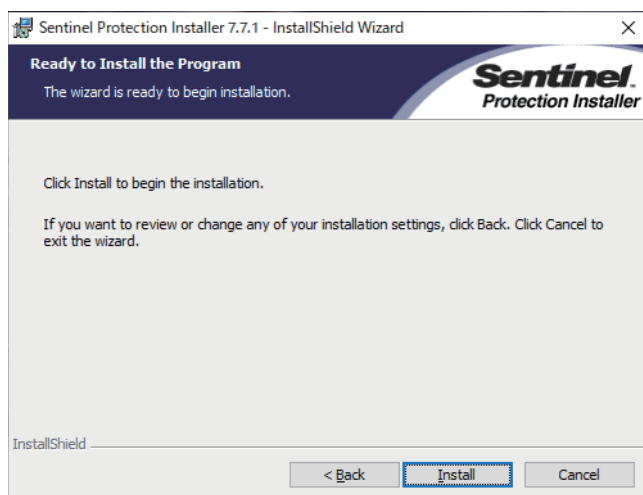 Sentinel Protection Installer 7.7.1 - InstallShield Wizard
Ready to Install the Program
The wizard is ready to begin installation.
Sentinel.
Protection Installer
Click Install to begin the installation.
If you want to review or change any of your installation settings, click Back. Click Cancel to
exit the wizard.
InstallShield
< Back
Install
Cancel